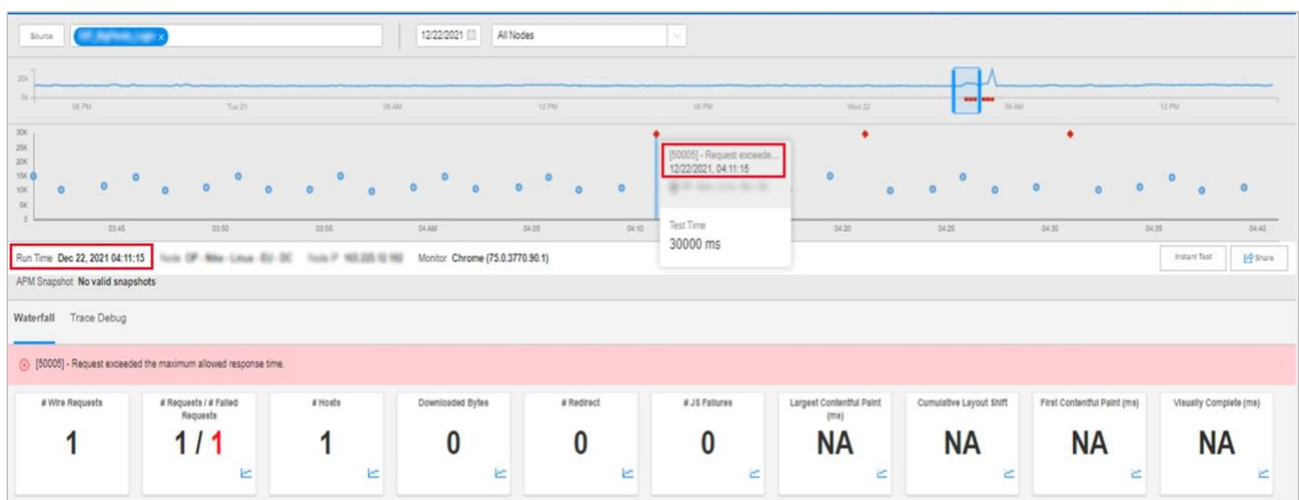 Source
x
12/22/2021
All Nodes
20k
0k
06 PM
Tue 21
06 AM
12 PM
06 PM
Wed 22
06 AM
12 PM
30K
25K
20K
15K
10K
5K
0
[50005] - Request exceede...
12/22/2021, 04:11:15
Test Time
30000 ms
03:45
03:50
03:55
04 AM
04:05
04:10
04:20
04:25
04:30
04:35
04:40
Run Time Dec 22, 2021 04:11:15
Monitor Chrome (75.0.3770.90.1)
Instant Test
Share
APM Snapshot No valid snapshots
Waterfall
Trace Debug
[50005] - Request exceeded the maximum allowed response time.
# Wire Requests
1
# Requests / # Failed
Requests
1 / 1
# Hosts
1
Downloaded Bytes
0
# Redirect
0
# JS Failures
0
Largest Contentful Paint
(ms)
NA
Cumulative Layout Shift
NA
First Contentful Paint (ms)
NA
Visually Complete (ms)
NA